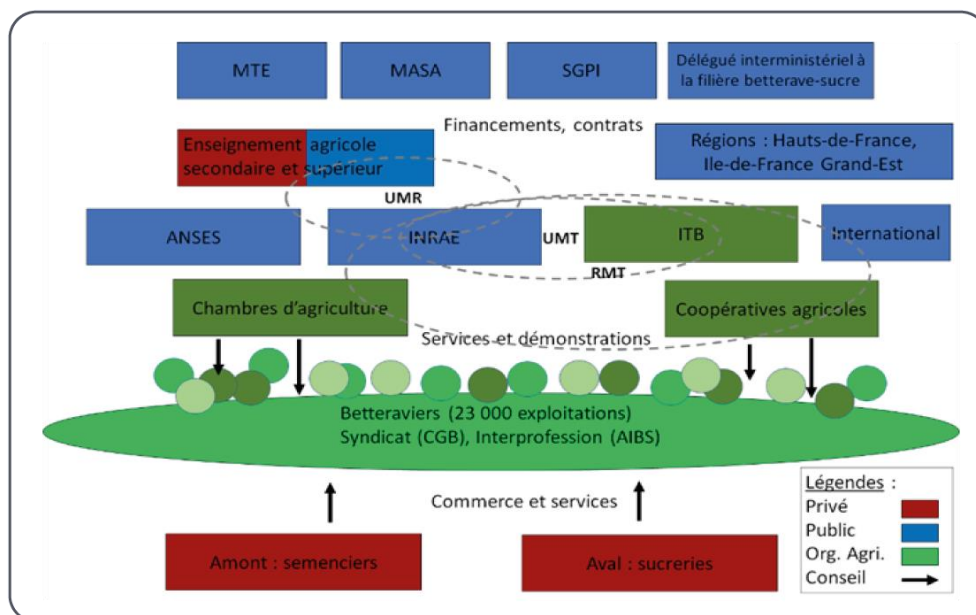 MTE
MASA
SGPI
Délégué interministériel à
la filière betterave-sucre
Financements, contrats
Enseignement agricole
secondaire et supérieur
Régions : Hauts-de-France,
Ile-de-France Grand-Est
UMR
ANSES
INRAE
UMT
ITB
International
RMT
Chambres d'agriculture
Coopératives agricoles
Services et démonstrations
Betteraviers (23 000 exploitations)
Syndicat (CGB), Interprofession (AIBS)
Commerce et services
Amont : semenciers
Aval : sucreries
Légendes :
Privé
Public
Org. Agri.
Conseil